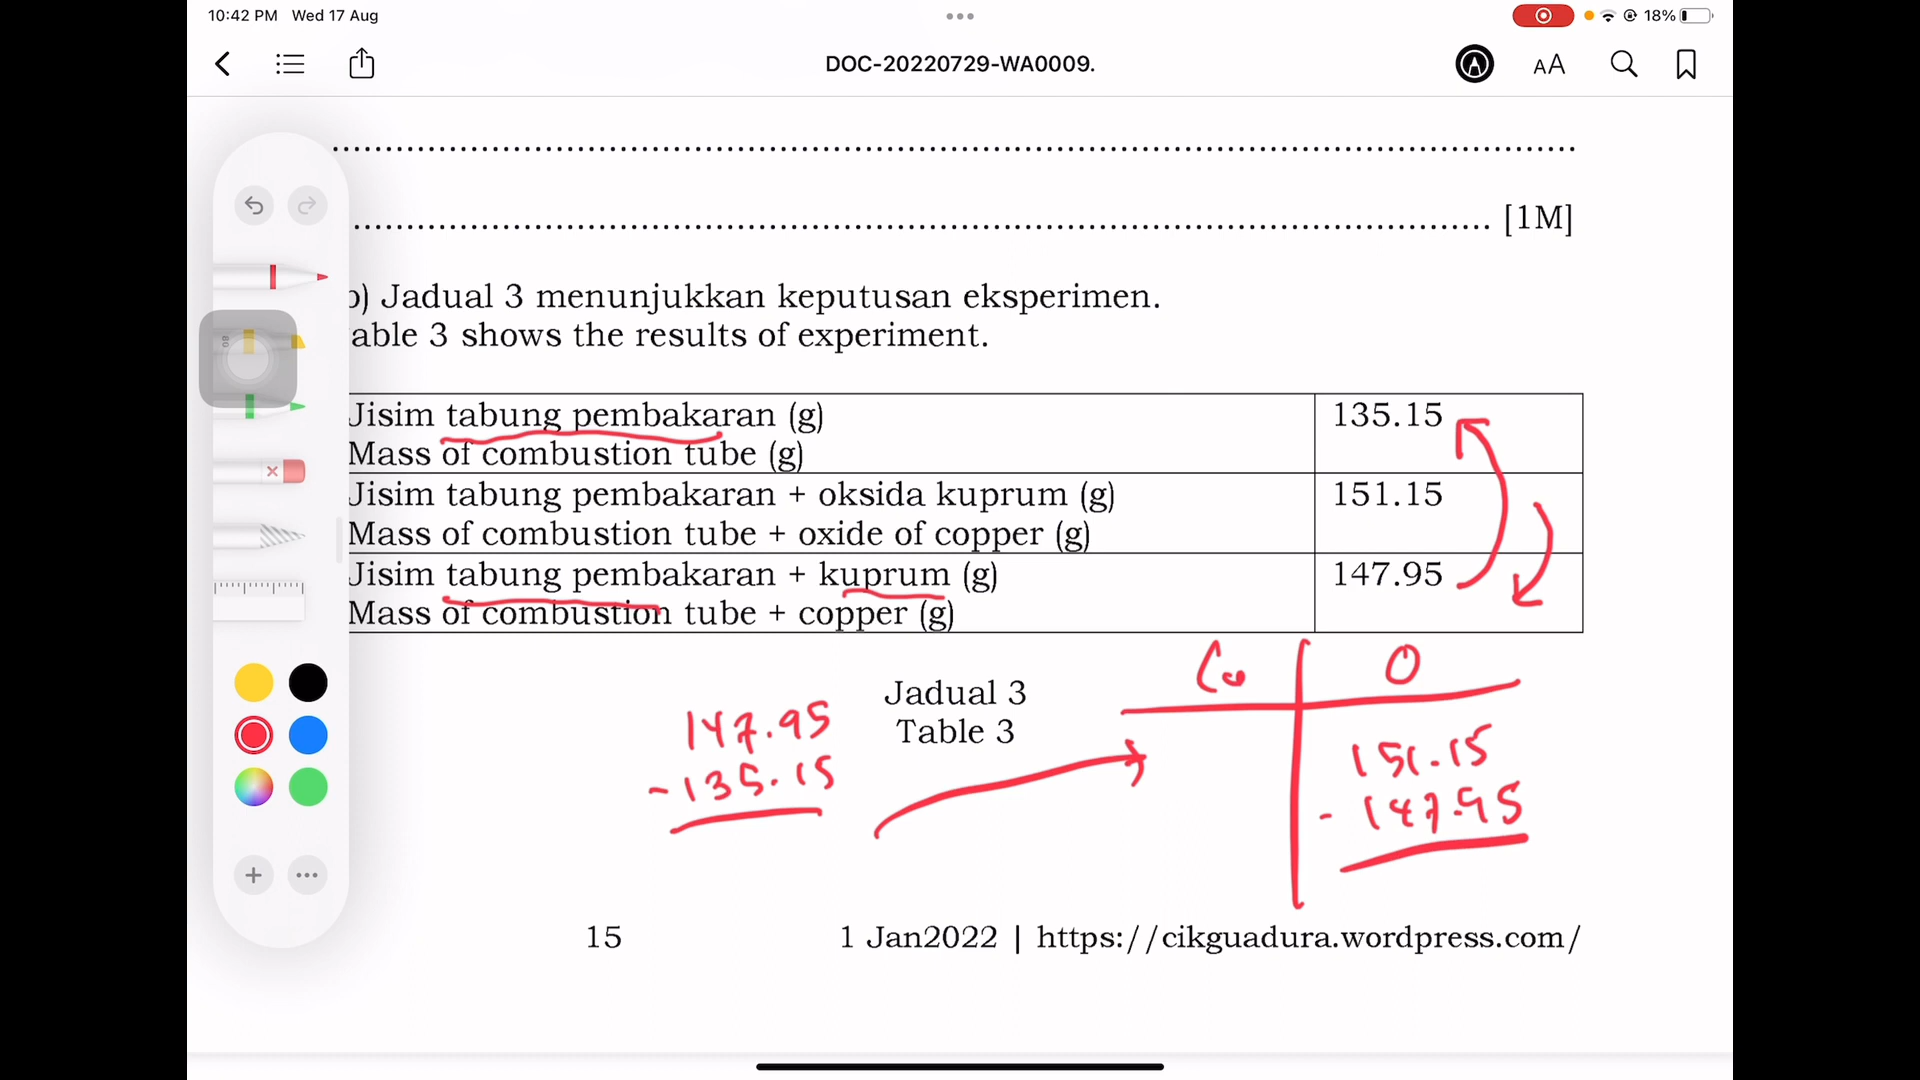 10:42 PM Wed 17 Aug
18%
DOC-20220729-WA0009.
AA
[1M]
b) Jadual 3 menunjukkan keputusan eksperimen.
able 3 shows the results of experiment.
80
Jisim tabung pembakaran (g) 135.15
Mass of combustion tube (g)
Jisim tabung pembakaran + oksida kuprum (g) 151.15
Mass of combustion tube + oxide of copper (g)
Jisim tabung pembakaran + kuprum (g) 147.95
Mass of combustion tube + copper (g)
Cu O
Jadual 3
Table 3
147.95
- 135.15
151.15
- 147.95
15 1 Jan2022 | https://cikguadura.wordpress.com/